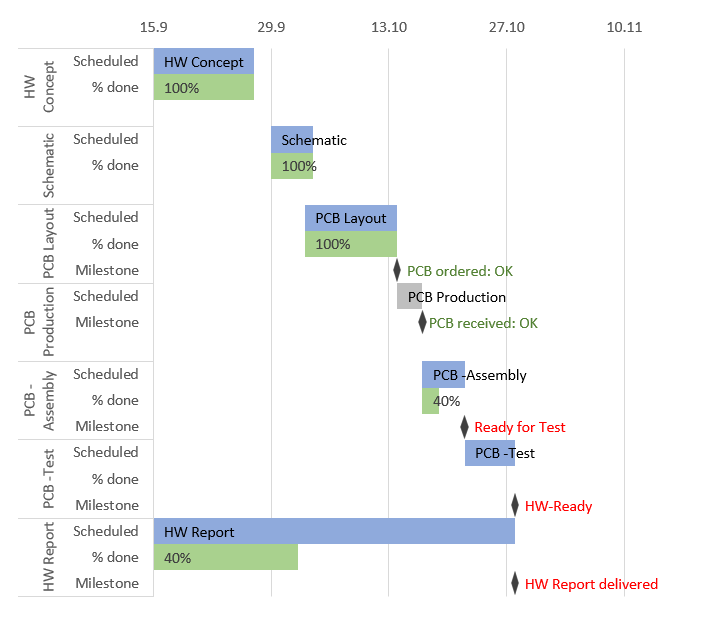 15.9 29.9 13.10 27.10 10.11
HW
Concept
Scheduled HW Concept
% done 100%
Schematic
Scheduled Schematic
% done 100%
PCB Layout
Scheduled PCB Layout
% done 100%
Milestone PCB ordered: OK
PCB
Production
Scheduled PCB Production
Milestone PCB received: OK
PCB -
Assembly
Scheduled PCB -Assembly
% done 40%
Milestone Ready for Test
PCB -Test
Scheduled PCB -Test
% done
Milestone HW-Ready
HW Report
Scheduled HW Report
% done 40%
Milestone HW Report delivered